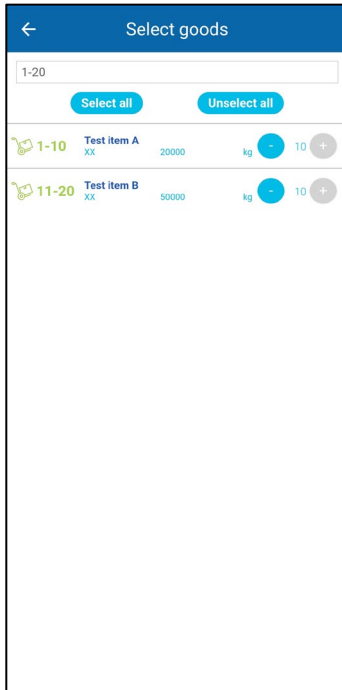 Select goods
1-20
Select all Unselect all
1-10 Test item A
XX 20000 kg - 10 +
11-20 Test item B
XX 50000 kg - 10 +